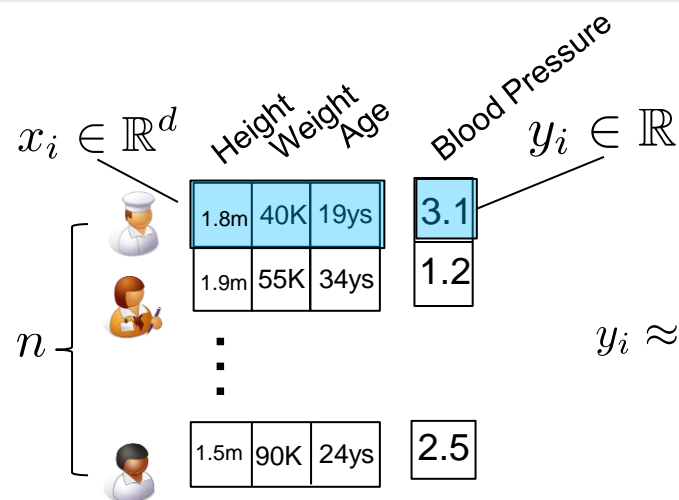 Height Weight Age Blood Pressure
x_i ∈ ℝ^d y_i ∈ ℝ
1.8m 40K 19ys 3.1
1.9m 55K 34ys 1.2
n y_i ≈
1.5m 90K 24ys 2.5